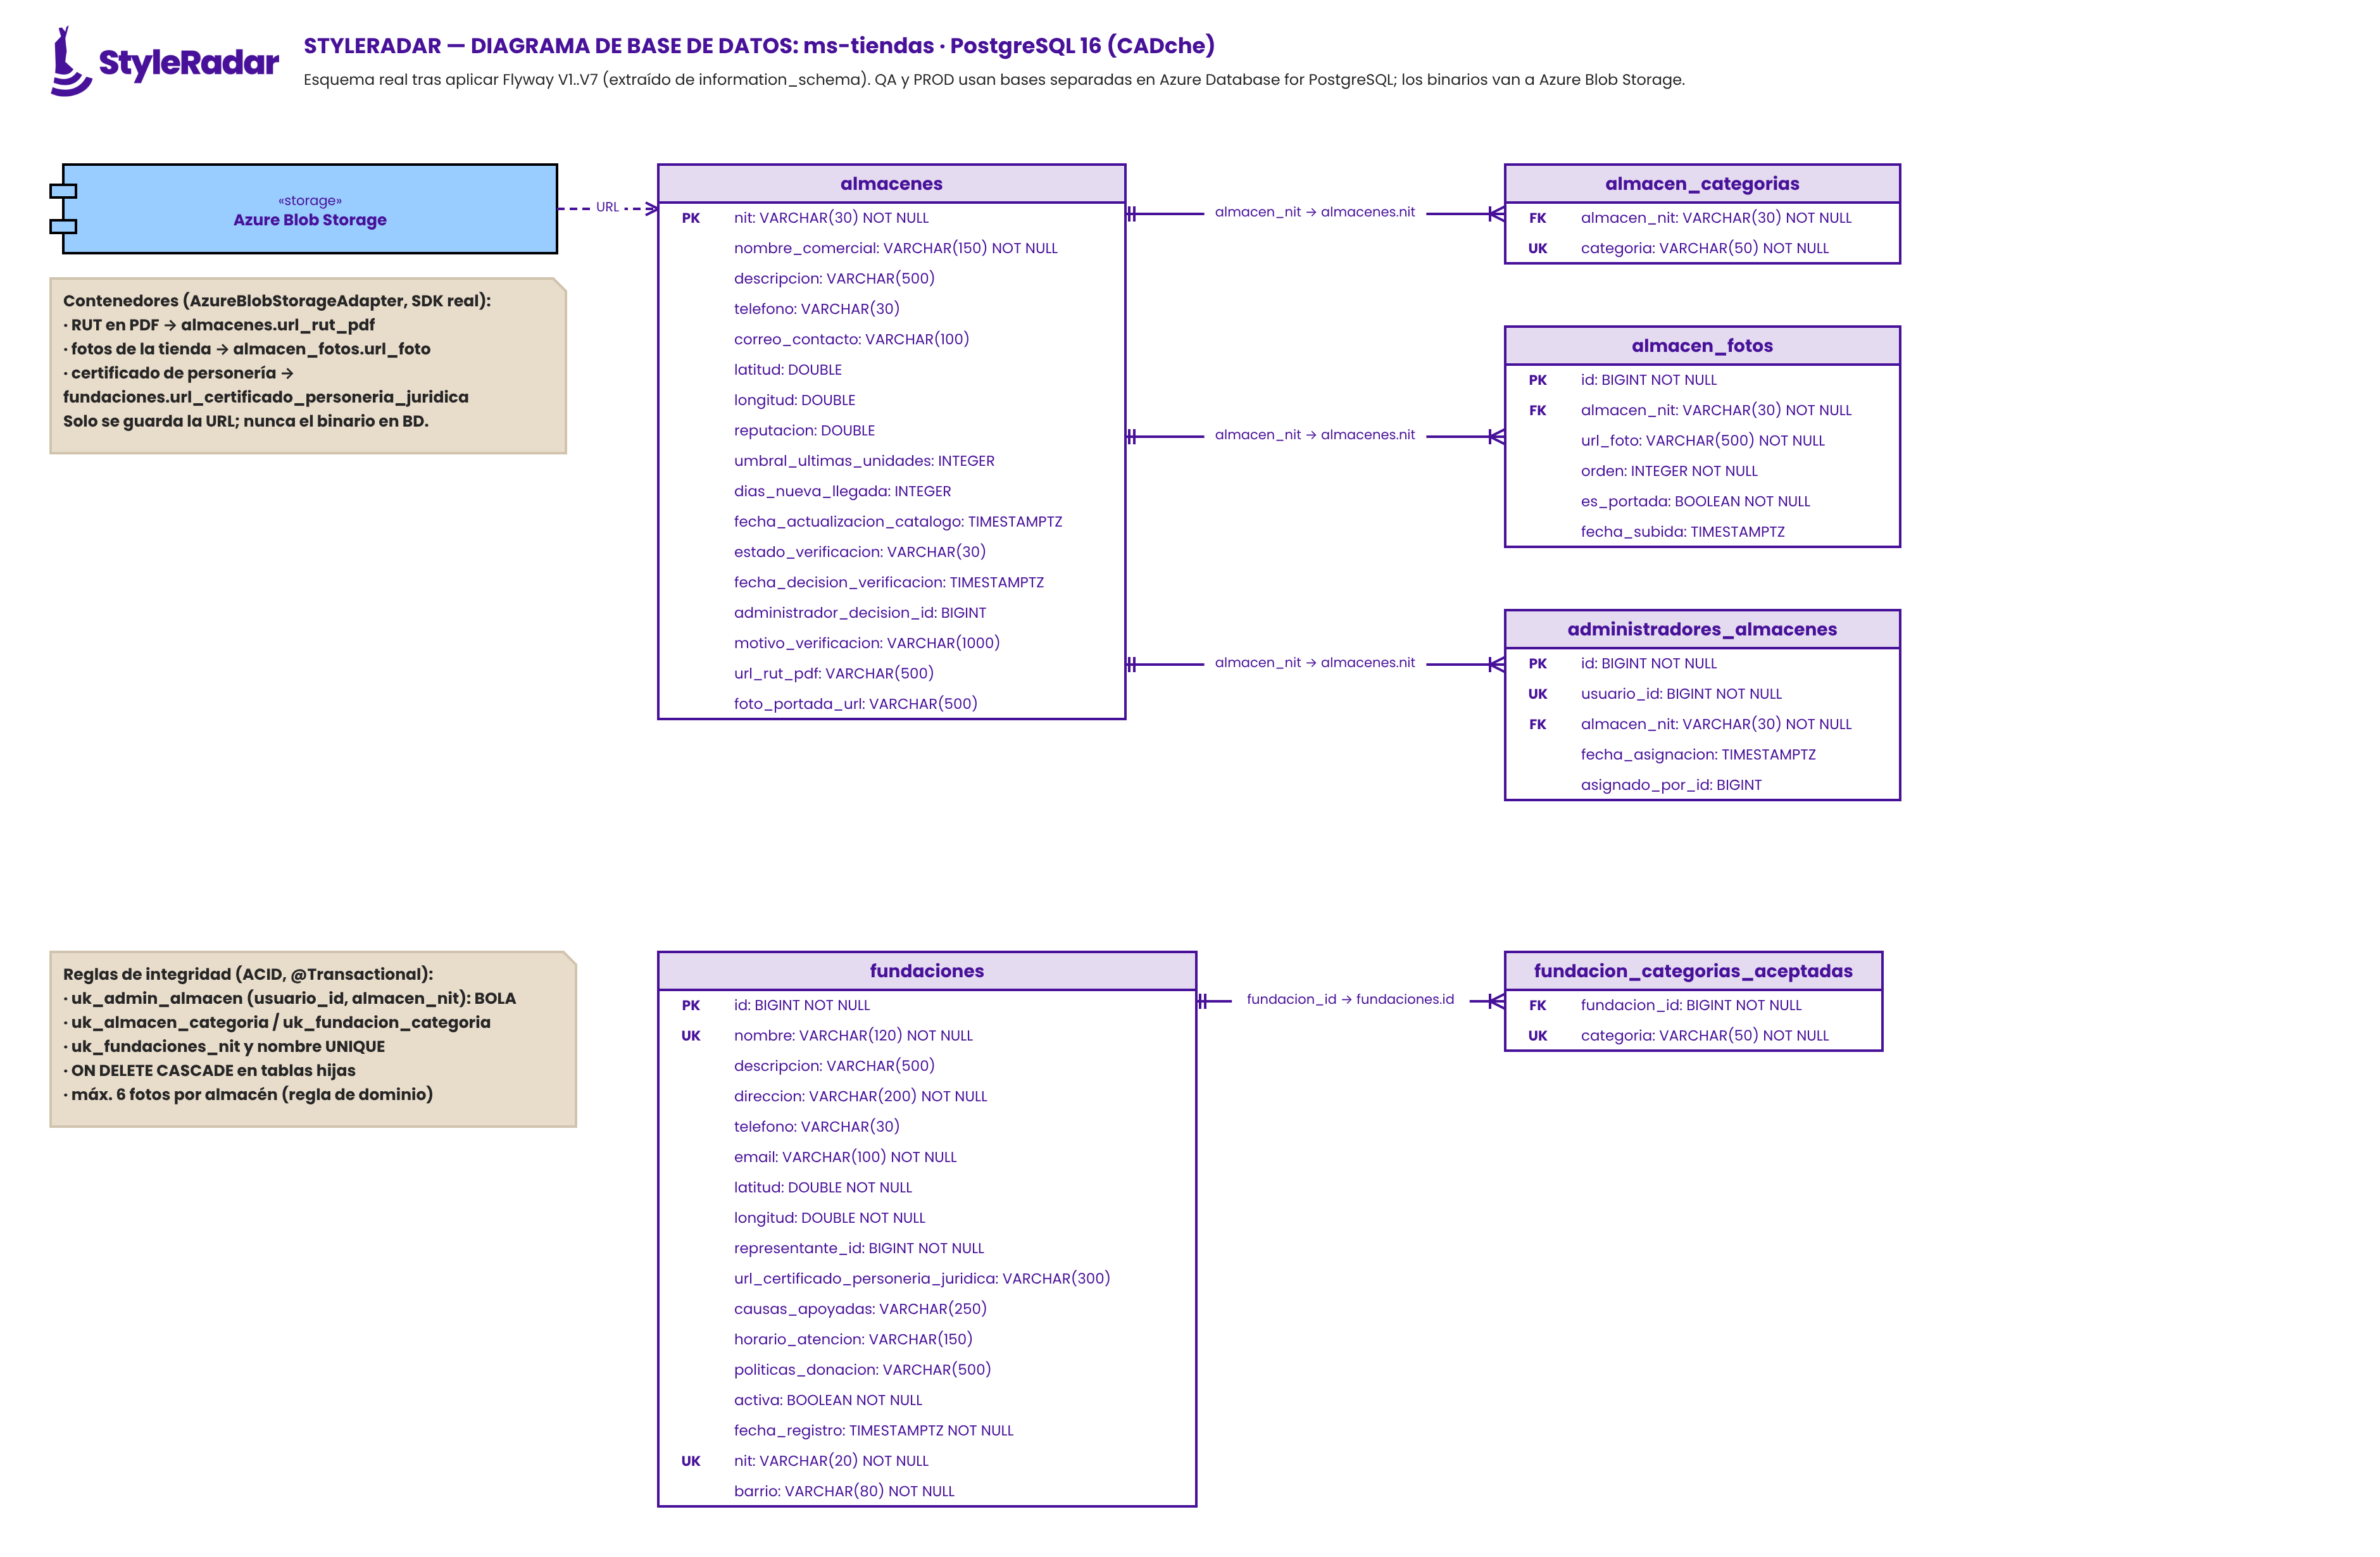 StyleRadar
STYLERADAR — DIAGRAMA DE BASE DE DATOS: ms-tiendas · PostgreSQL 16 (CADche)
Esquema real tras aplicar Flyway V1..V7 (extraído de information_schema). QA y PROD usan bases separadas en Azure Database for PostgreSQL; los binarios van a Azure Blob Storage.
«storage»
Azure Blob Storage
URL
Contenedores (AzureBlobStorageAdapter, SDK real):
· RUT en PDF → almacenes.url_rut_pdf
· fotos de la tienda → almacen_fotos.url_foto
· certificado de personería →
fundaciones.url_certificado_personeria_juridica
Solo se guarda la URL; nunca el binario en BD.
almacenes
PK nit: VARCHAR(30) NOT NULL
nombre_comercial: VARCHAR(150) NOT NULL
descripcion: VARCHAR(500)
telefono: VARCHAR(30)
correo_contacto: VARCHAR(100)
latitud: DOUBLE
longitud: DOUBLE
reputacion: DOUBLE
umbral_ultimas_unidades: INTEGER
dias_nueva_llegada: INTEGER
fecha_actualizacion_catalogo: TIMESTAMPTZ
estado_verificacion: VARCHAR(30)
fecha_decision_verificacion: TIMESTAMPTZ
administrador_decision_id: BIGINT
motivo_verificacion: VARCHAR(1000)
url_rut_pdf: VARCHAR(500)
foto_portada_url: VARCHAR(500)
almacen_nit → almacenes.nit
almacen_nit → almacenes.nit
almacen_nit → almacenes.nit
almacen_categorias
FK almacen_nit: VARCHAR(30) NOT NULL
UK categoria: VARCHAR(50) NOT NULL
almacen_fotos
PK id: BIGINT NOT NULL
FK almacen_nit: VARCHAR(30) NOT NULL
url_foto: VARCHAR(500) NOT NULL
orden: INTEGER NOT NULL
es_portada: BOOLEAN NOT NULL
fecha_subida: TIMESTAMPTZ
administradores_almacenes
PK id: BIGINT NOT NULL
UK usuario_id: BIGINT NOT NULL
FK almacen_nit: VARCHAR(30) NOT NULL
fecha_asignacion: TIMESTAMPTZ
asignado_por_id: BIGINT
Reglas de integridad (ACID, @Transactional):
· uk_admin_almacen (usuario_id, almacen_nit): BOLA
· uk_almacen_categoria / uk_fundacion_categoria
· uk_fundaciones_nit y nombre UNIQUE
· ON DELETE CASCADE en tablas hijas
· máx. 6 fotos por almacén (regla de dominio)
fundaciones
PK id: BIGINT NOT NULL
UK nombre: VARCHAR(120) NOT NULL
descripcion: VARCHAR(500)
direccion: VARCHAR(200) NOT NULL
telefono: VARCHAR(30)
email: VARCHAR(100) NOT NULL
latitud: DOUBLE NOT NULL
longitud: DOUBLE NOT NULL
representante_id: BIGINT NOT NULL
url_certificado_personeria_juridica: VARCHAR(300)
causas_apoyadas: VARCHAR(250)
horario_atencion: VARCHAR(150)
politicas_donacion: VARCHAR(500)
activa: BOOLEAN NOT NULL
fecha_registro: TIMESTAMPTZ NOT NULL
UK nit: VARCHAR(20) NOT NULL
barrio: VARCHAR(80) NOT NULL
fundacion_id → fundaciones.id
fundacion_categorias_aceptadas
FK fundacion_id: BIGINT NOT NULL
UK categoria: VARCHAR(50) NOT NULL